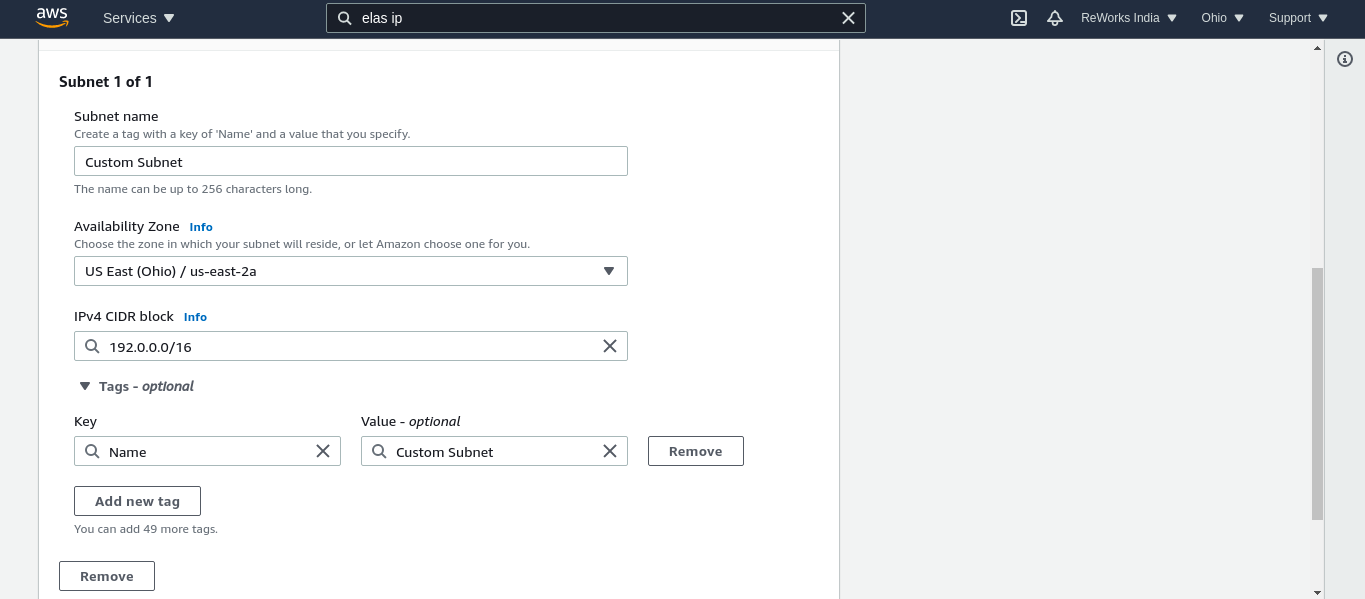 aws Services elas ip ReWorks India Ohio Support
Subnet 1 of 1
Subnet name
Create a tag with a key of 'Name' and a value that you specify.
Custom Subnet
The name can be up to 256 characters long.
Availability Zone Info
Choose the zone in which your subnet will reside, or let Amazon choose one for you.
US East (Ohio) / us-east-2a
IPv4 CIDR block Info
192.0.0.0/16
Tags - optional
Key Value - optional
Name Custom Subnet Remove
Add new tag
You can add 49 more tags.
Remove